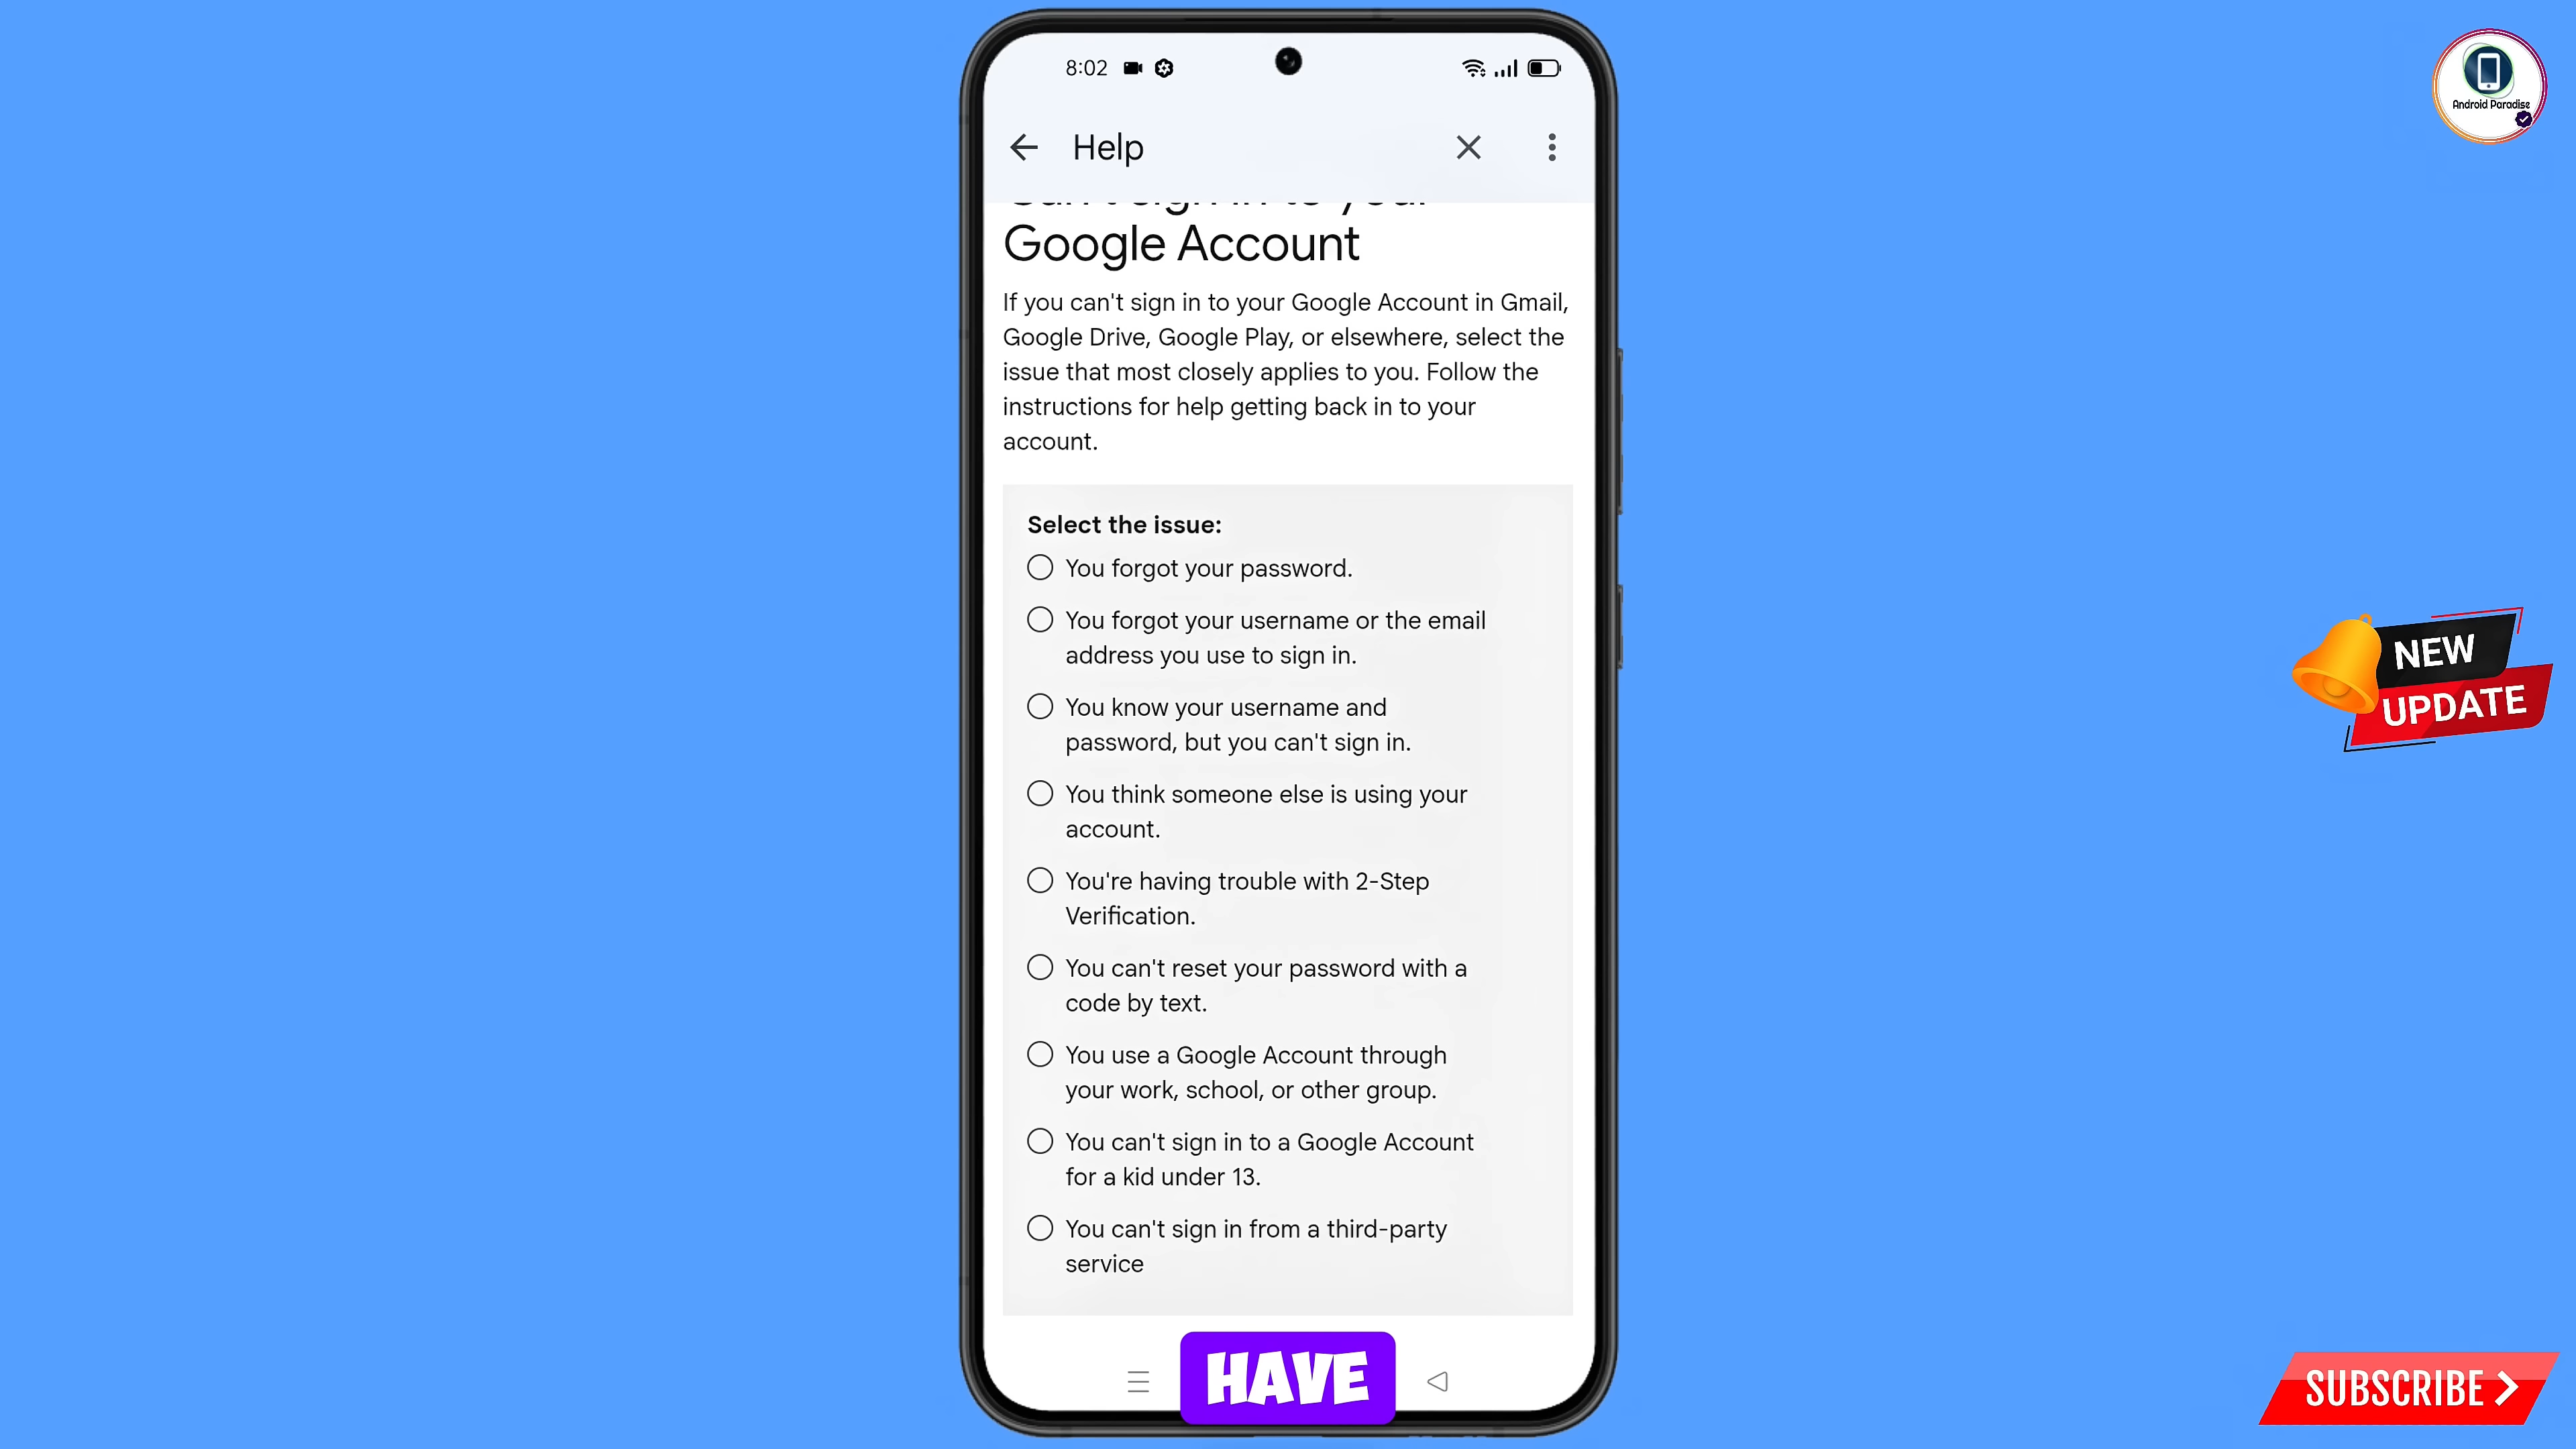 8:02
Android Paradise
Help
Can't sign in to your
Google Account
If you can't sign in to your Google Account in Gmail,
Google Drive, Google Play, or elsewhere, select the
issue that most closely applies to you. Follow the
instructions for help getting back in to your
account.
Select the issue:
You forgot your password.
You forgot your username or the email
address you use to sign in.
You know your username and
password, but you can't sign in.
You think someone else is using your
account.
You're having trouble with 2-Step
Verification.
You can't reset your password with a
code by text.
You use a Google Account through
your work, school, or other group.
You can't sign in to a Google Account
for a kid under 13.
You can't sign in from a third-party
service
NEW
UPDATE
HAVE
SUBSCRIBE